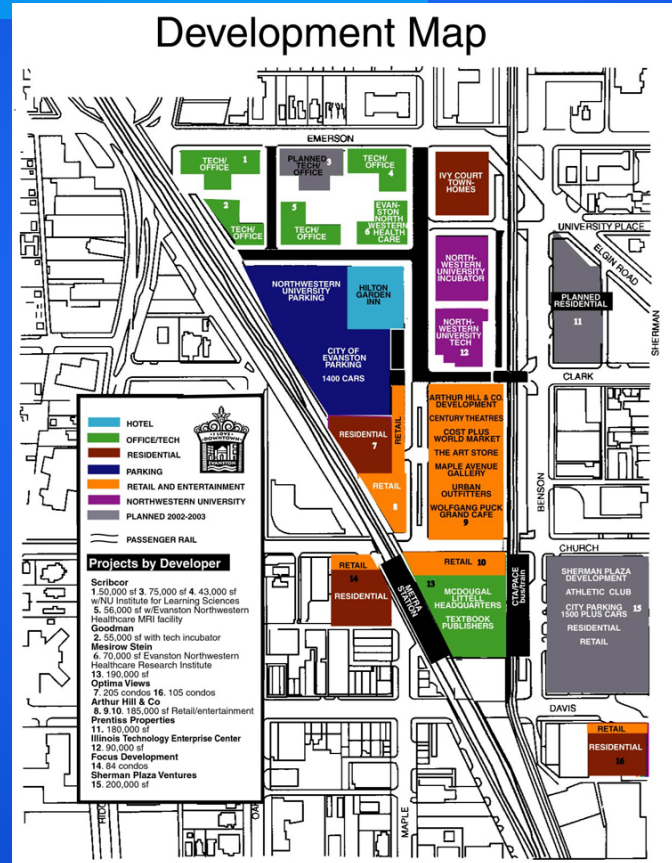 Development Map
EMERSON
TECH/
OFFICE
1
PLANNED
TECH/
OFFICE
3
TECH/
OFFICE
4
IVY COURT
TOWN-
HOMES
2
TECH/
OFFICE
5
TECH/
OFFICE
EVAN-
STON
NORTH
WESTERN
HEALTH
CARE
6
UNIVERSITY PLACE
ELGIN ROAD
SHERMAN
NORTHWESTERN
UNIVERSITY
PARKING
HILTON
GARDEN
INN
NORTH-
WESTERN
UNIVERSITY
INCUBATOR
PLANNED
RESIDENTIAL
11
NORTH-
WESTERN
UNIVERSITY
TECH
12
CITY OF
EVANSTON
PARKING
1400 CARS
CLARK
RETAIL
RESIDENTIAL
7
RETAIL
8
ARTHUR HILL & CO.
DEVELOPMENT
CENTURY THEATRES
COST PLUS
WORLD MARKET
THE ART STORE
MAPLE AVENUE
GALLERY
URBAN
OUTFITTERS
WOLFGANG PUCK
GRAND CAFE
9
BENSON
CHURCH
HOTEL
OFFICE/TECH
RESIDENTIAL
PARKING
RETAIL AND ENTERTAINMENT
NORTHWESTERN UNIVERSITY
PLANNED 2002-2003
PASSENGER RAIL
I LOVE
DOWNTOWN
EVANSTON
RETAIL
14
RESIDENTIAL
METRA
STATION
RETAIL 10
13
MCDOUGAL
LITTELL
HEADQUARTERS
TEXTBOOK
PUBLISHERS
CTA/PACE
bus/train
SHERMAN PLAZA
DEVELOPMENT
ATHLETIC CLUB
CITY PARKING
1500 PLUS CARS
15
RESIDENTIAL
RETAIL
DAVIS
RETAIL
RESIDENTIAL
16
MAPLE
Projects by Developer
Scribcor
1.50,000 sf 3. 75,000 sf 4. 43,000 sf
w/NU Institute for Learning Sciences
5. 56,000 sf w/Evanston Northwestern
Healthcare MRI facility
Goodman
2. 55,000 sf with tech incubator
Mesirow Stein
6. 70,000 sf Evanston Northwestern
Healthcare Research Institute
13. 190,000 sf
Optima Views
7. 205 condos 16. 105 condos
Arthur Hill & Co
8. 9.10. 185,000 sf Retail/entertainment
Prentiss Properties
11. 180,000 sf
Illinois Technology Enterprise Center
12. 90,000 sf
Focus Development
14. 84 condos
Sherman Plaza Ventures
15. 200,000 sf